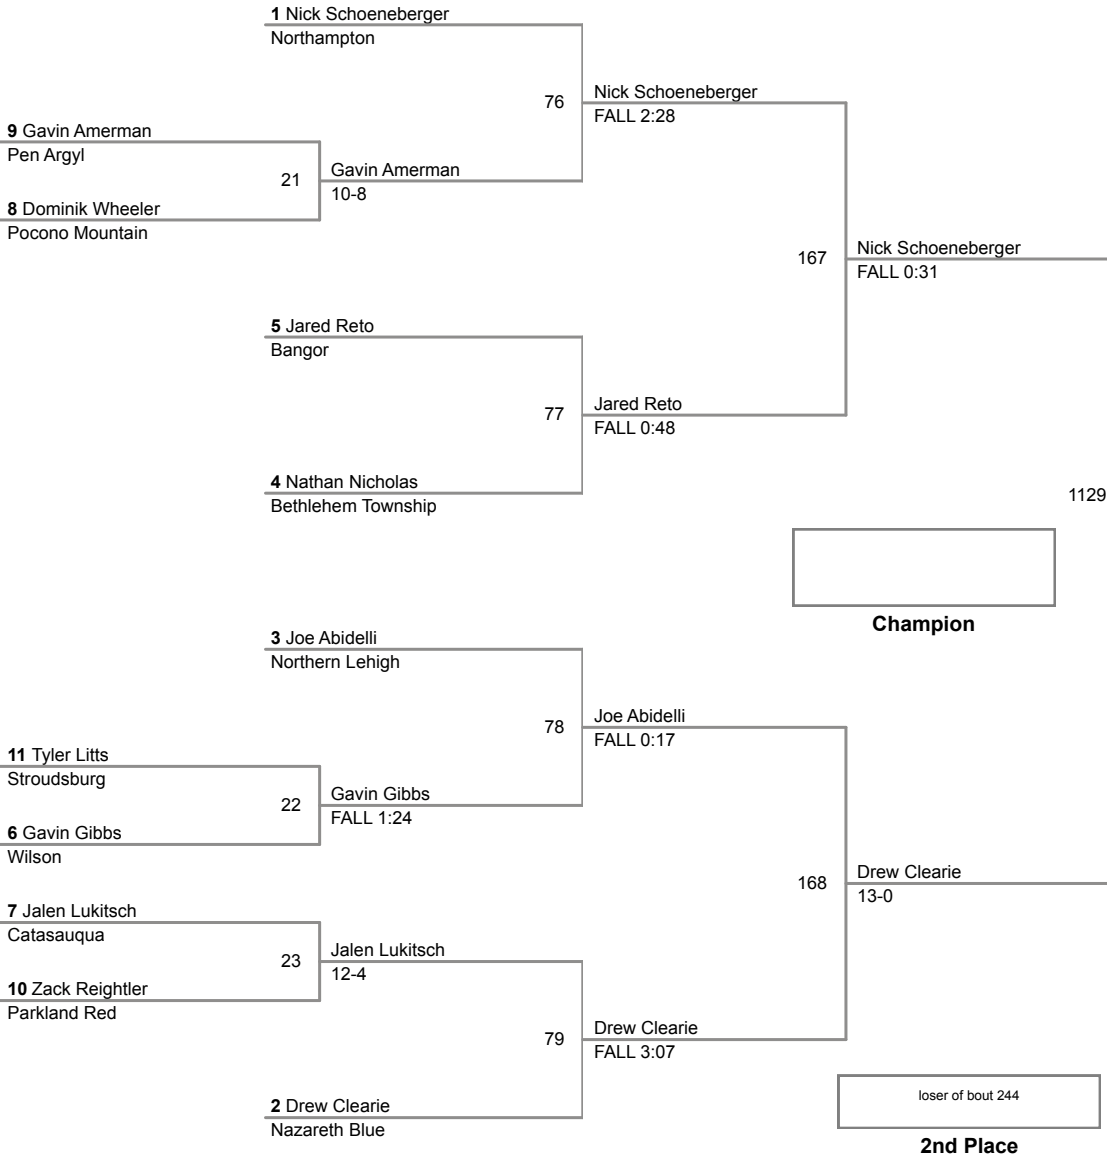 1 Nick Schoeneberger
Northampton
76
Nick Schoeneberger
FALL 2:28
9 Gavin Amerman
Pen Argyl
21
Gavin Amerman
10-8
8 Dominik Wheeler
Pocono Mountain
167
Nick Schoeneberger
FALL 0:31
5 Jared Reto
Bangor
77
Jared Reto
FALL 0:48
4 Nathan Nicholas
Bethlehem Township
1129
Champion
3 Joe Abidelli
Northern Lehigh
78
Joe Abidelli
FALL 0:17
11 Tyler Litts
Stroudsburg
22
Gavin Gibbs
FALL 1:24
6 Gavin Gibbs
Wilson
168
Drew Clearie
13-0
7 Jalen Lukitsch
Catasauqua
23
Jalen Lukitsch
12-4
10 Zack Reightler
Parkland Red
79
Drew Clearie
FALL 3:07
2 Drew Clearie
Nazareth Blue
loser of bout 244
2nd Place